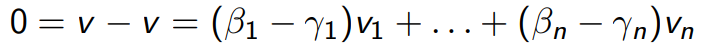 0 = v − v = (β₁ − γ₁)v₁ + … + (βₙ − γₙ)vₙ